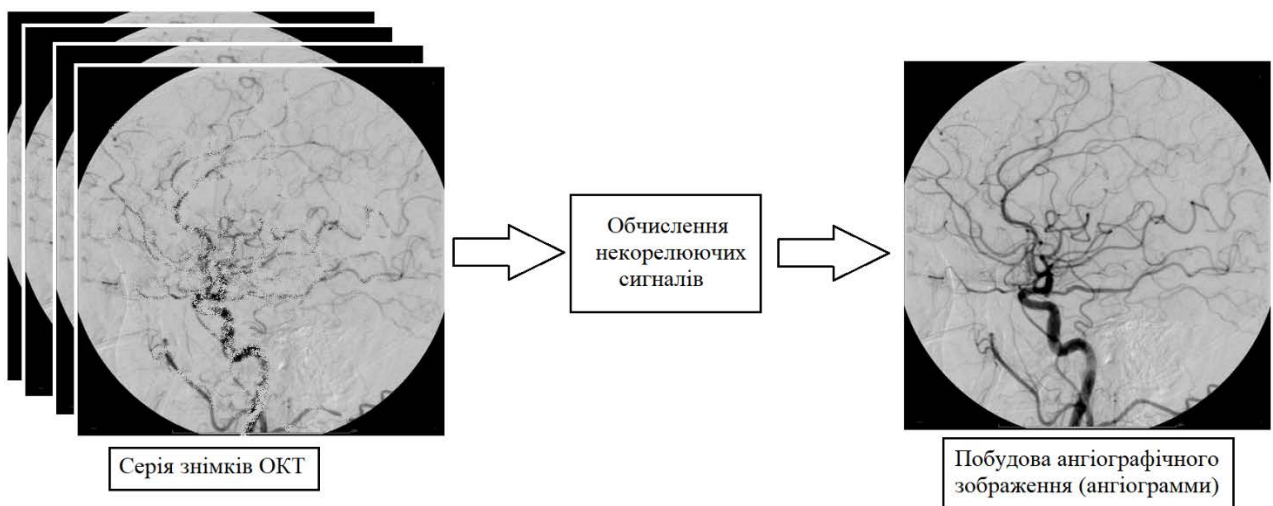 Обчислення
некорелюючих
сигналів
Серія знімків ОКТ
Побудова ангіографічного
зображення (ангіограмми)